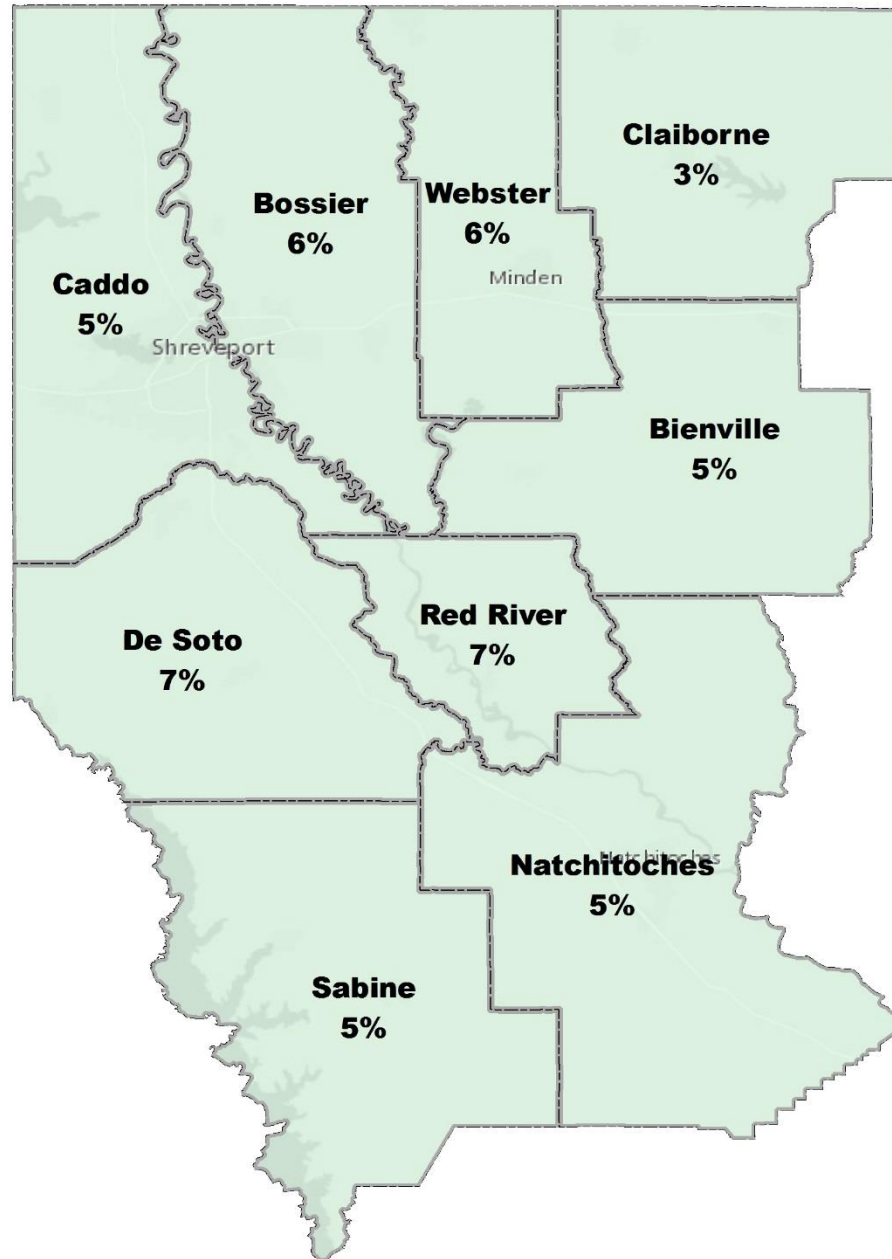 Claiborne
3%
Webster
6%
Bossier
6%
Minden
Caddo
5%
Shreveport
Bienville
5%
Red River
7%
De Soto
7%
Natchitoches
Natchitoches
5%
Sabine
5%